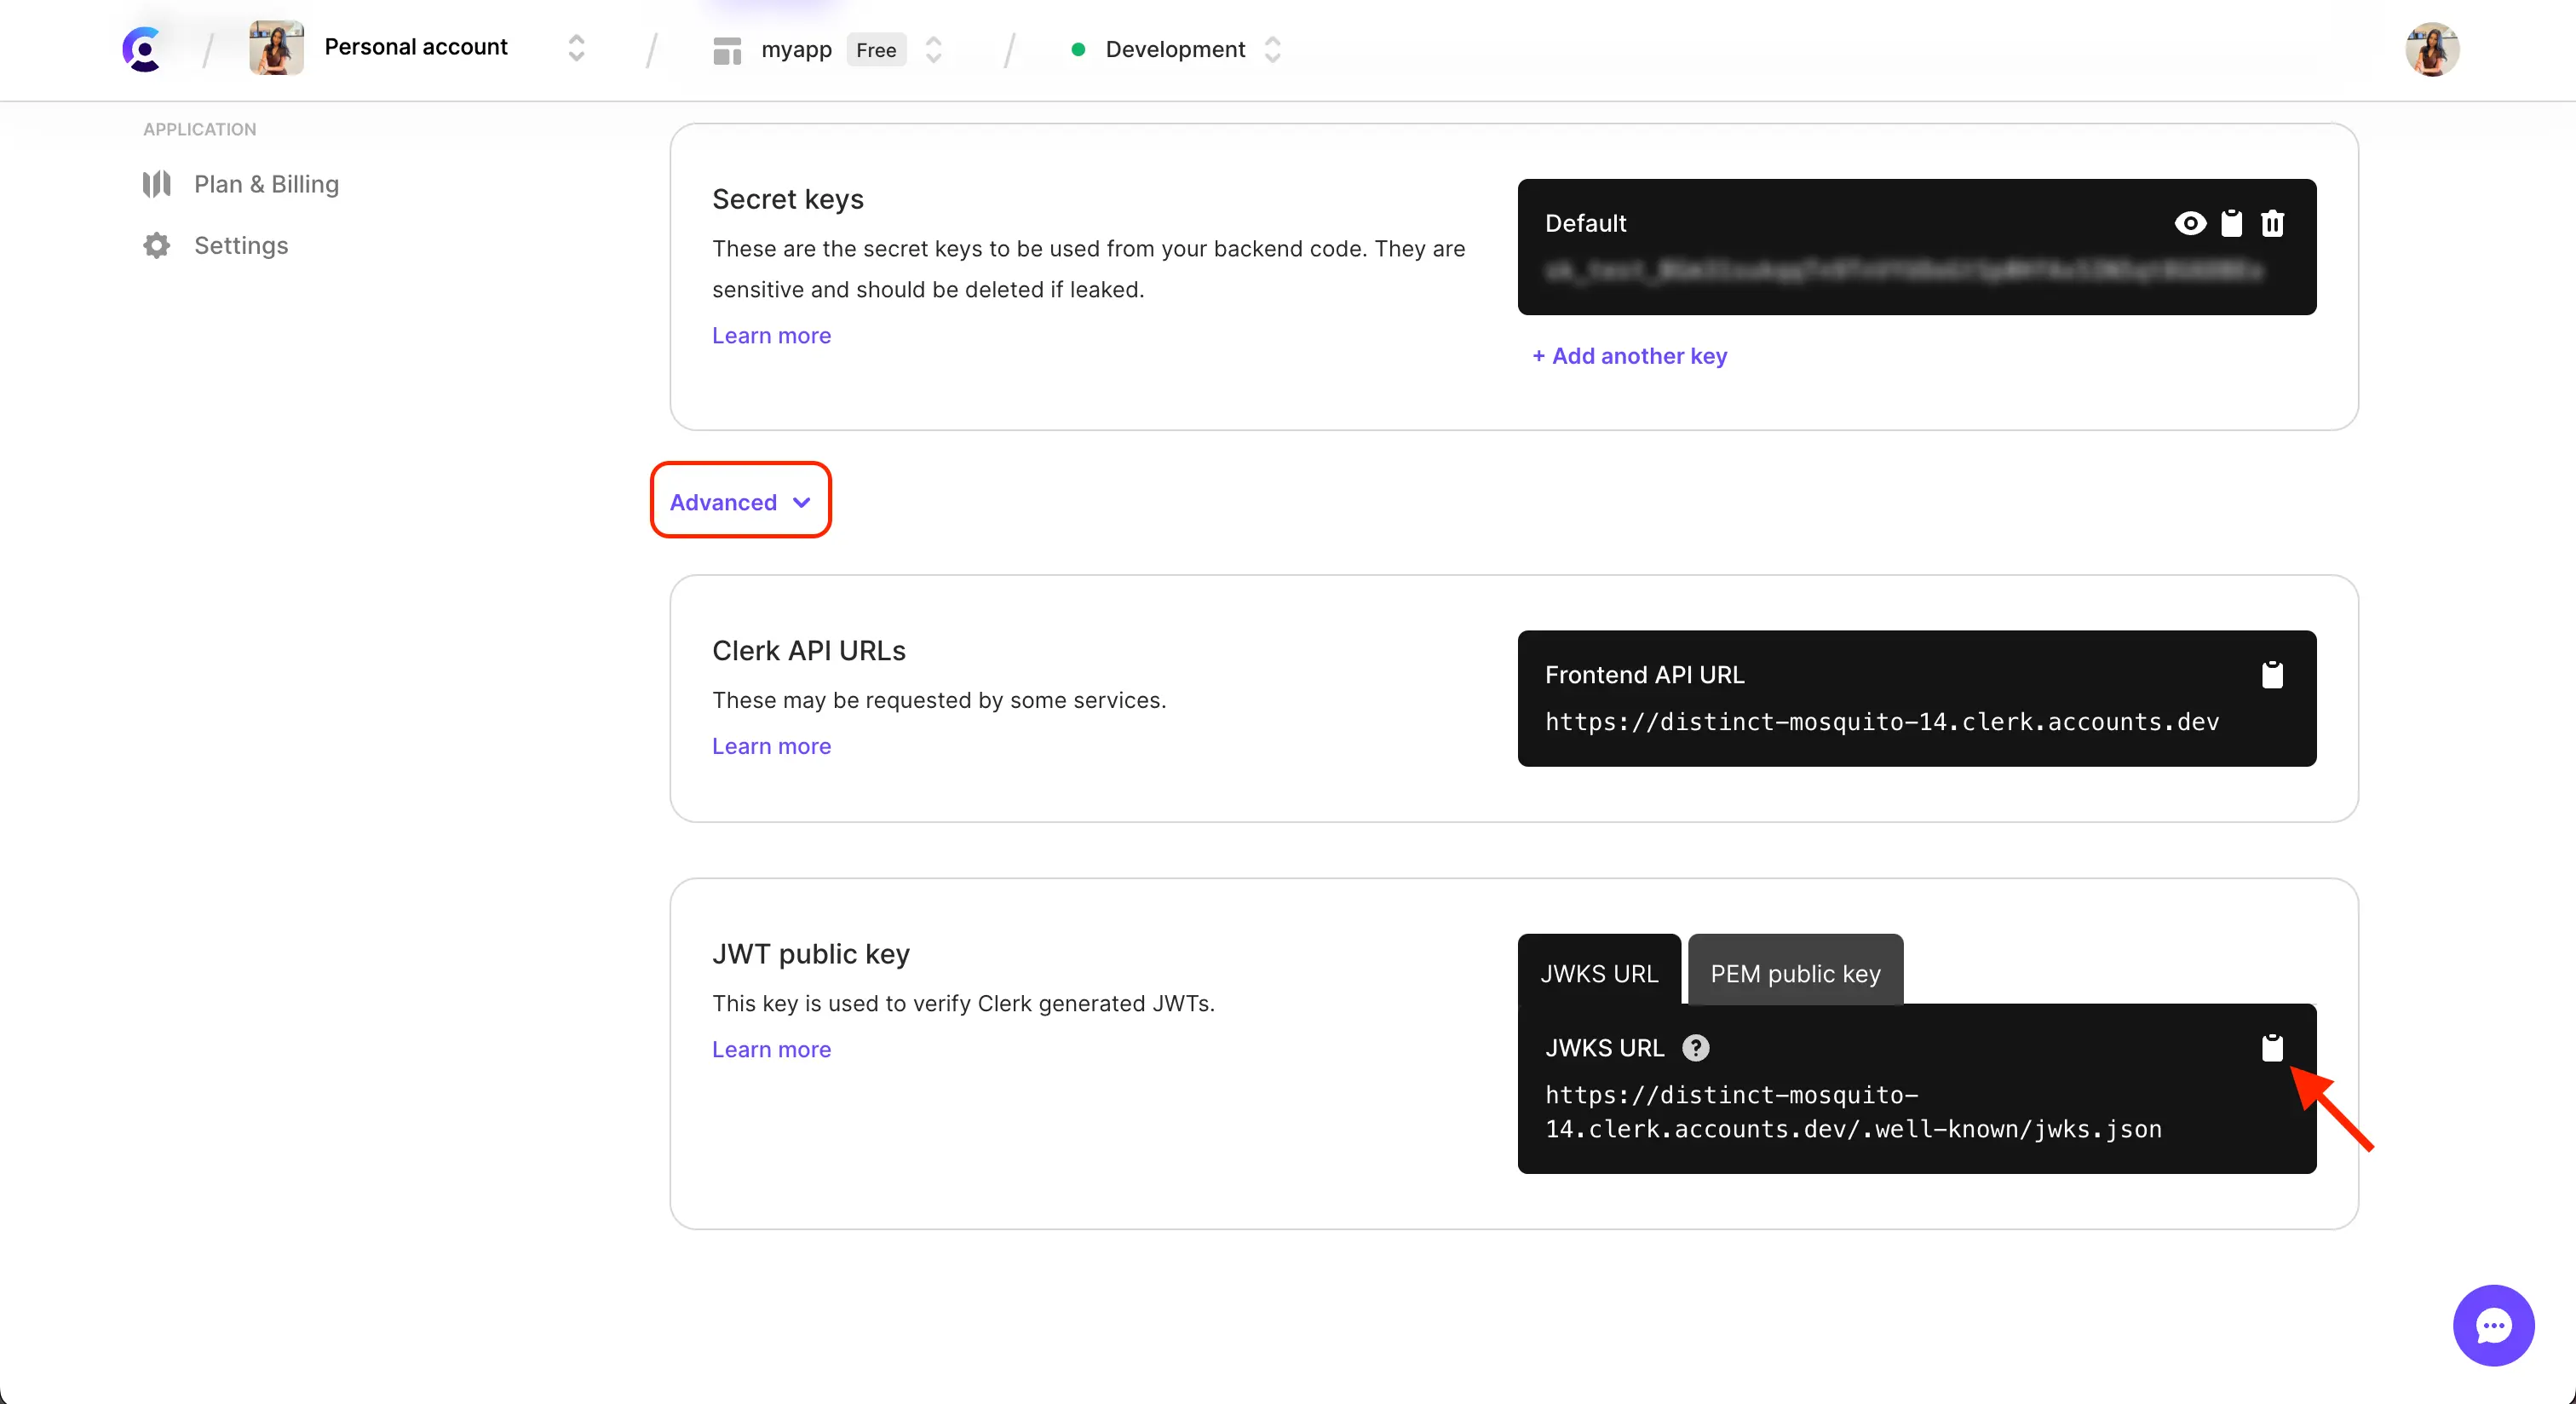 Personal account
myapp Free
Development
APPLICATION
Plan & Billing
Settings
Secret keys
These are the secret keys to be used from your backend code. They are
sensitive and should be deleted if leaked.
Learn more
Default
+ Add another key
Advanced
Clerk API URLs
These may be requested by some services.
Learn more
Frontend API URL
https://distinct-mosquito-14.clerk.accounts.dev
JWT public key
This key is used to verify Clerk generated JWTs.
Learn more
JWKS URL
PEM public key
JWKS URL ?
https://distinct-mosquito-
14.clerk.accounts.dev/.well-known/jwks.json